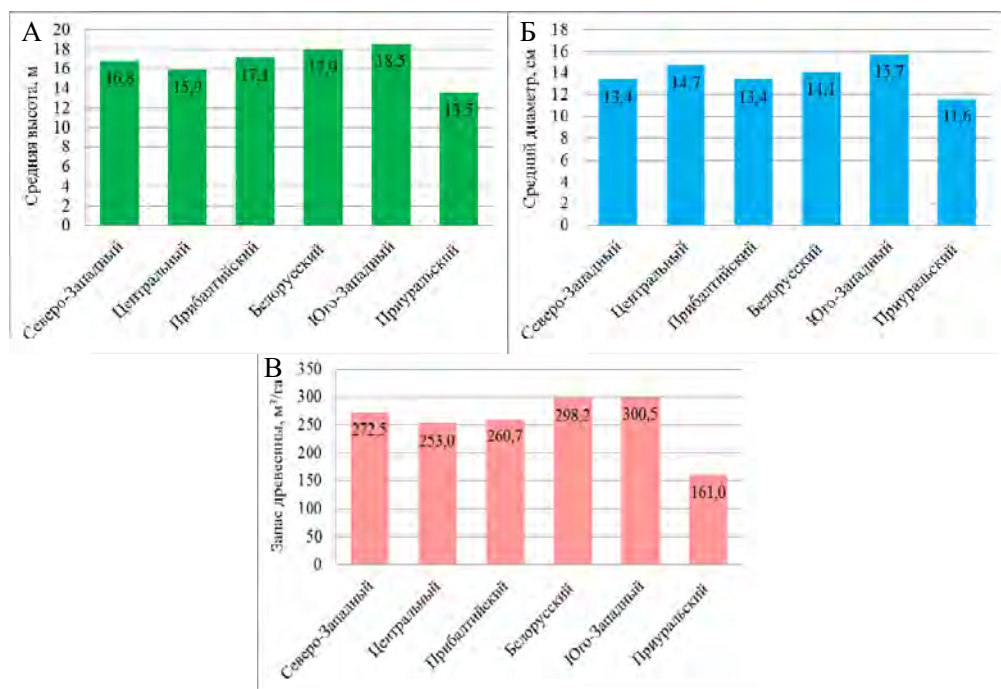 А
Средняя высота, м
20
18
16
14
12
10
8
6
4
2
0
16,8
15,9
17,1
17,9
18,5
13,5
Северо-Западный
Центральный
Прибалтийский
Белорусский
Юго-Западный
Приуральский
Б
Средний диаметр, см
18
16
14
12
10
8
6
4
2
0
13,4
14,7
13,4
14,1
15,7
11,6
Северо-Западный
Центральный
Прибалтийский
Белорусский
Юго-Западный
Приуральский
В
Запас древесины, м³/га
350
300
250
200
150
100
50
0
272,5
253,0
260,7
298,2
300,5
161,0
Северо-Западный
Центральный
Прибалтийский
Белорусский
Юго-Западный
Приуральский